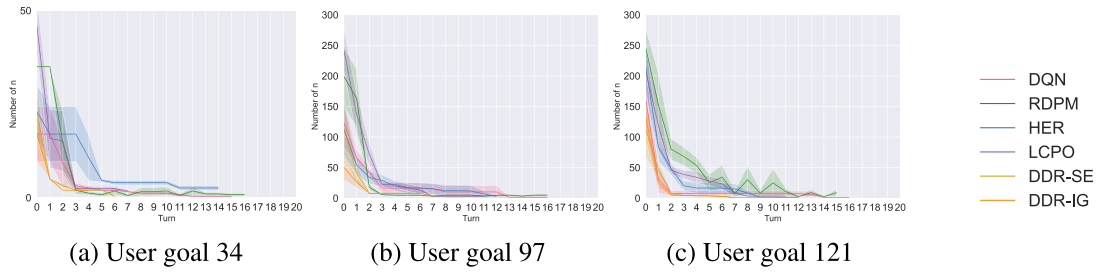 50
0
Number of n
0 1 2 3 4 5 6 7 8 9 10 11 12 13 14 15 16 17 18 19 20
Turn
(a) User goal 34
300
250
200
150
100
50
0
Number of n
0 1 2 3 4 5 6 7 8 9 10 11 12 13 14 15 16 17 18 19 20
Turn
(b) User goal 97
300
250
200
150
100
50
0
Number of n
0 1 2 3 4 5 6 7 8 9 10 11 12 13 14 15 16 17 18 19 20
Turn
(c) User goal 121
DQN
RDPM
HER
LCPO
DDR-SE
DDR-IG